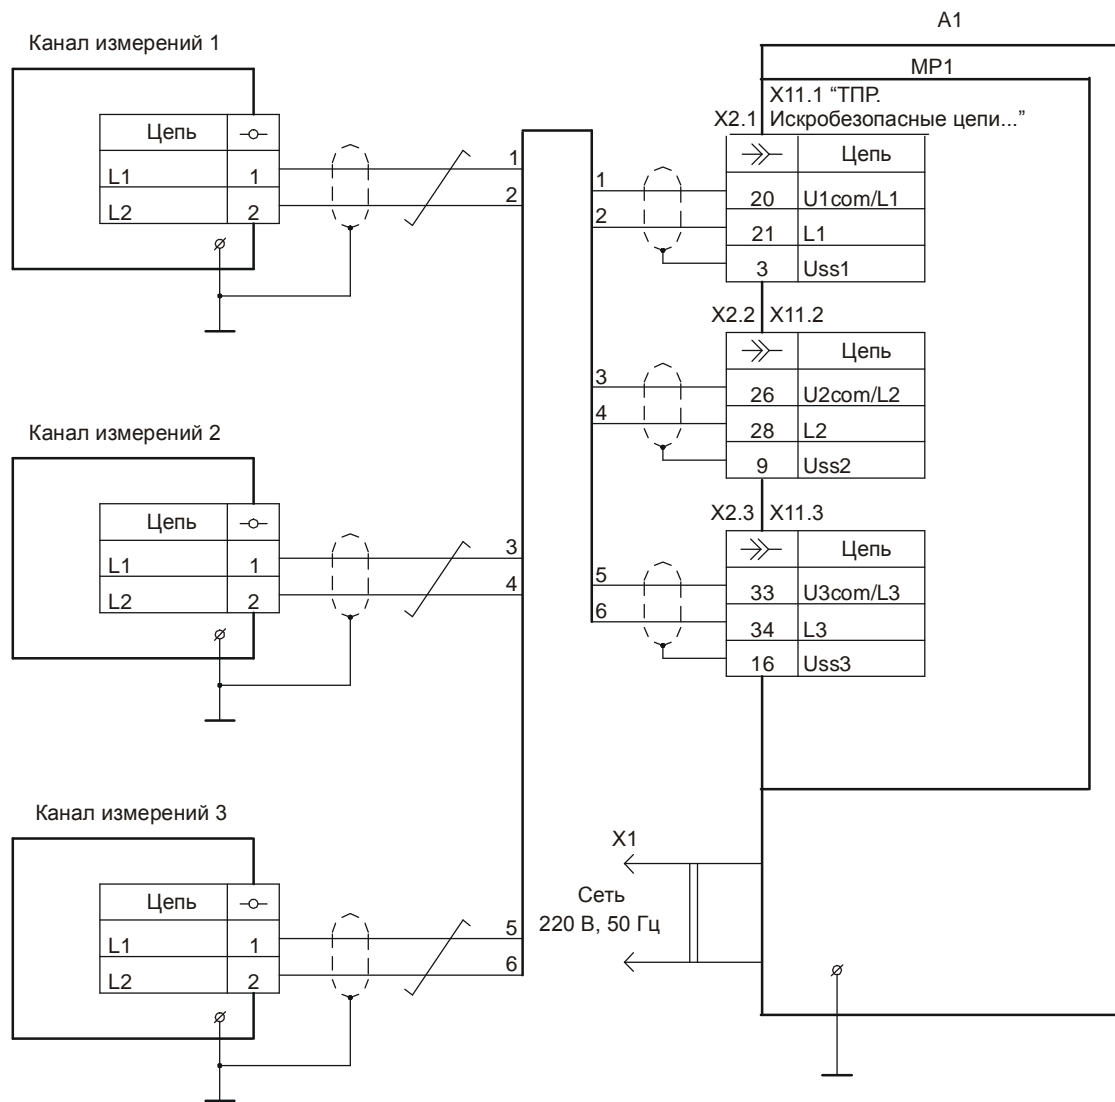 Канал измерений 1
Цепь
L1 1
L2 2
1
2
Канал измерений 2
Цепь
L1 1
L2 2
3
4
Канал измерений 3
Цепь
L1 1
L2 2
5
6
A1
MP1
X11.1 “ТПР.
X2.1 Искробезопасные цепи...”
Цепь
1
20 U1com/L1
2
21 L1
3 Uss1
X2.2 X11.2
Цепь
3
26 U2com/L2
4
28 L2
9 Uss2
X2.3 X11.3
Цепь
5
33 U3com/L3
6
34 L3
16 Uss3
X1
Сеть
220 В, 50 Гц